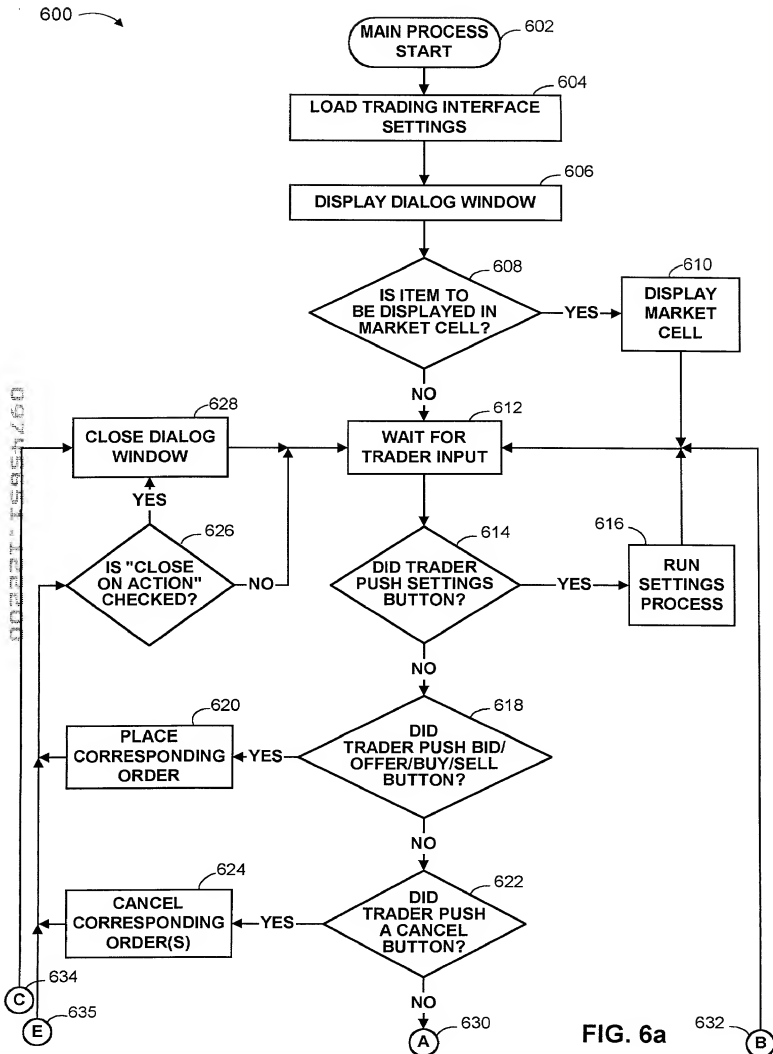 600
MAIN PROCESS
START
602
604
LOAD TRADING INTERFACE
SETTINGS
606
DISPLAY DIALOG WINDOW
608
IS ITEM TO
BE DISPLAYED IN
MARKET CELL?
YES
610
DISPLAY
MARKET
CELL
NO
628
CLOSE DIALOG
WINDOW
612
WAIT FOR
TRADER INPUT
YES
626
IS "CLOSE
ON ACTION"
CHECKED?
NO
614
DID TRADER
PUSH SETTINGS
BUTTON?
YES
616
RUN
SETTINGS
PROCESS
NO
620
PLACE
CORRESPONDING
ORDER
YES
618
DID
TRADER PUSH BID/
OFFER/BUY/SELL
BUTTON?
NO
624
CANCEL
CORRESPONDING
ORDER(S)
YES
622
DID
TRADER PUSH
A CANCEL
BUTTON?
NO
C
634
E
635
A
630
FIG. 6a
632
B